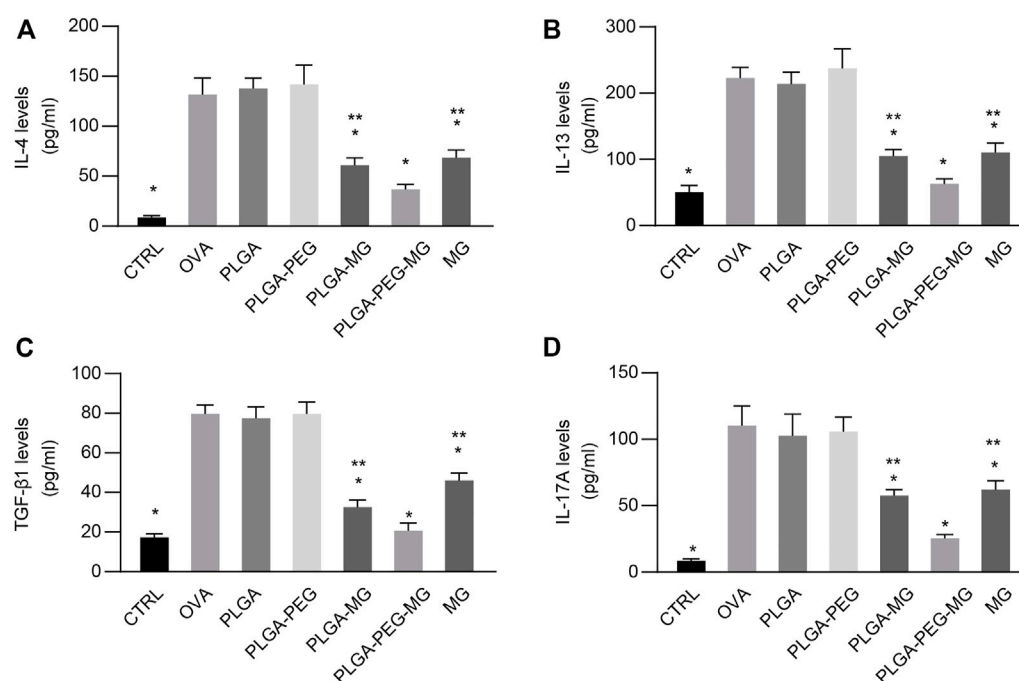 A
IL-4 levels
(pg/ml)
200
150
100
50
0
**
*
**
*
*
*
CTRL
OVA
PLGA
PLGA-PEG
PLGA-MG
PLGA-PEG-MG
MG
B
IL-13 levels
(pg/ml)
300
200
100
0
**
*
**
*
*
*
CTRL
OVA
PLGA
PLGA-PEG
PLGA-MG
PLGA-PEG-MG
MG
C
TGF-β1 levels
(pg/ml)
100
80
60
40
20
0
*
**
*
*
**
*
CTRL
OVA
PLGA
PLGA-PEG
PLGA-MG
PLGA-PEG-MG
MG
D
IL-17A levels
(pg/ml)
150
100
50
0
*
**
*
*
**
*
CTRL
OVA
PLGA
PLGA-PEG
PLGA-MG
PLGA-PEG-MG
MG